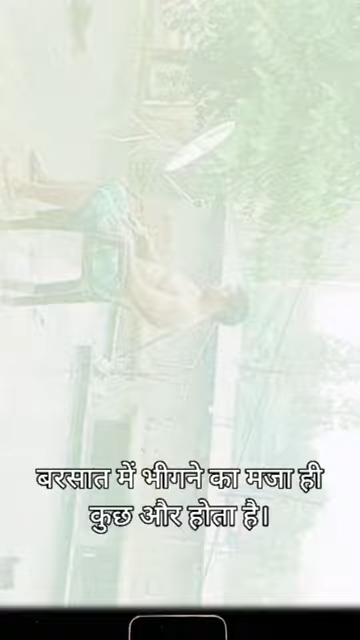 बरसात में भीगने का मजा ही
कुछ और होता है।